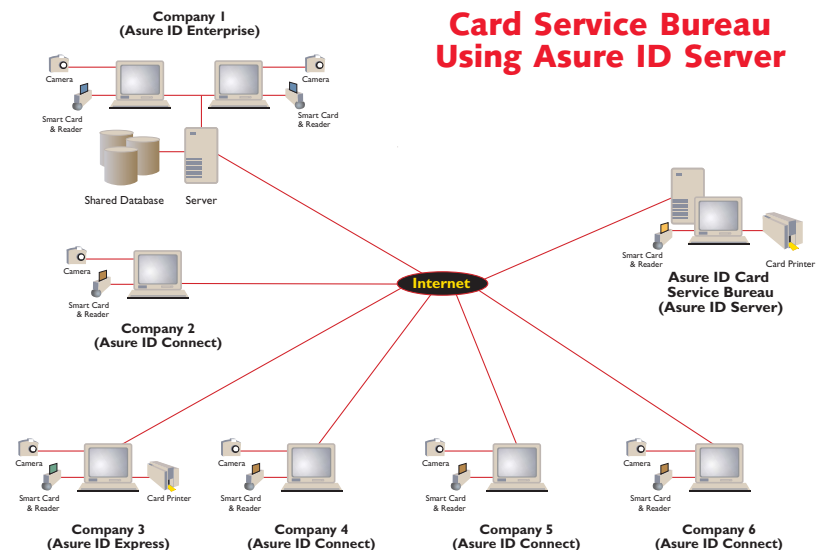 Company 1
(Asure ID Enterprise)
Card Service Bureau
Using Asure ID Server
Camera
Camera
Smart Card
& Reader
Smart Card
& Reader
Shared Database
Server
Smart Card
& Reader
Card Printer
Asure ID Card
Service Bureau
(Asure ID Server)
Internet
Camera
Smart Card
& Reader
Company 2
(Asure ID Connect)
Camera
Smart Card
& Reader
Card Printer
Company 3
(Asure ID Express)
Camera
Smart Card
& Reader
Company 4
(Asure ID Connect)
Camera
Smart Card
& Reader
Company 5
(Asure ID Connect)
Camera
Smart Card
& Reader
Company 6
(Asure ID Connect)